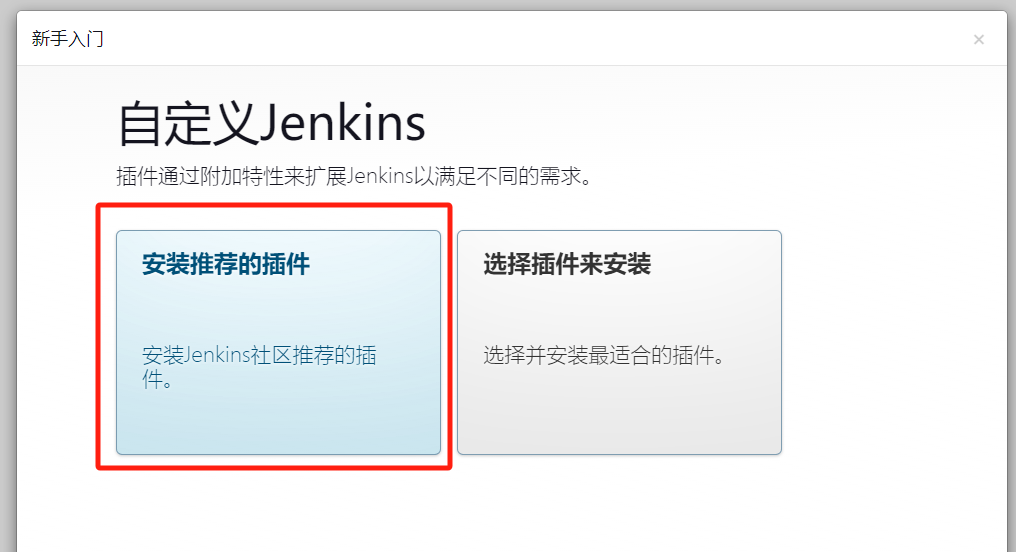 新手入门
×
自定义Jenkins
插件通过附加特性来扩展Jenkins以满足不同的需求。
安装推荐的插件
安装Jenkins社区推荐的插
件。
选择插件来安装
选择并安装最适合的插件。